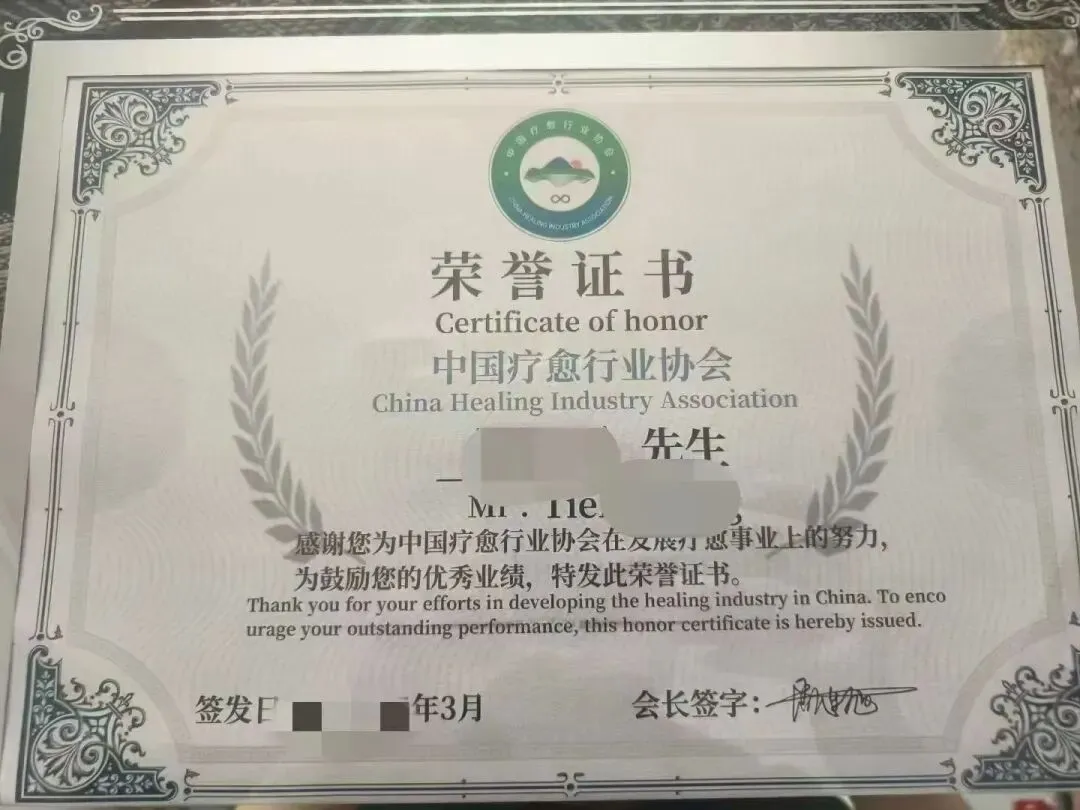 中国疗愈行业协会
CHINA HEALING INDUSTRY ASSOCIATION
荣誉证书
Certificate of honor
中国疗愈行业协会
China Healing Industry Association
先生
Mr.
感谢您为中国疗愈行业协会在发展疗愈事业上的努力,
为鼓励您的优秀业绩，特发此荣誉证书。
Thank you for your efforts in developing the healing industry in China. To enco
urage your outstanding performance, this honor certificate is hereby issued.
签发日 年3月
会长签字：